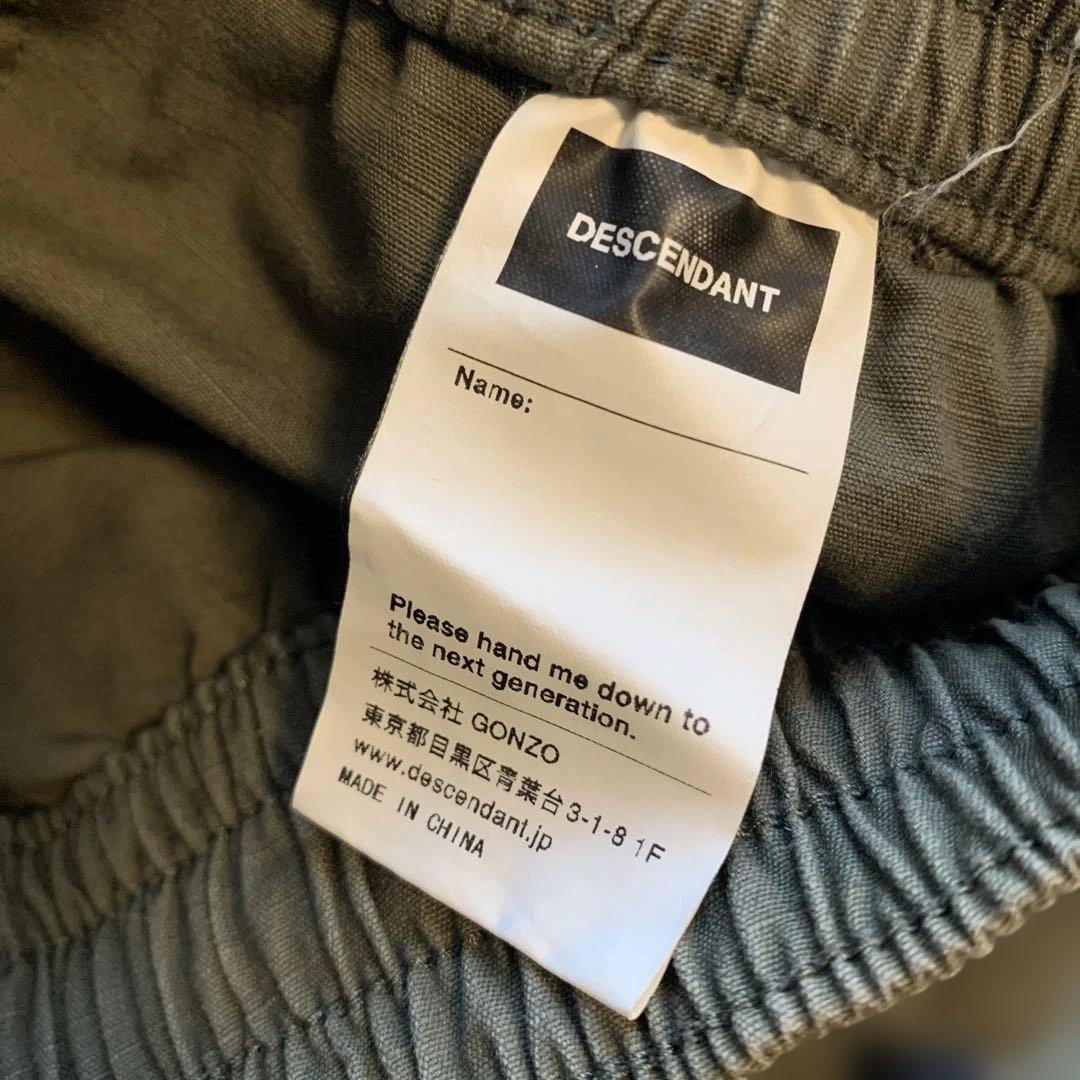 DESCENDANT
Name:
Please hand me down to
the next generation.
株式会社 GONZO
東京都目黒区青葉台3-1-8 1F
www.descendant.jp
MADE IN CHINA